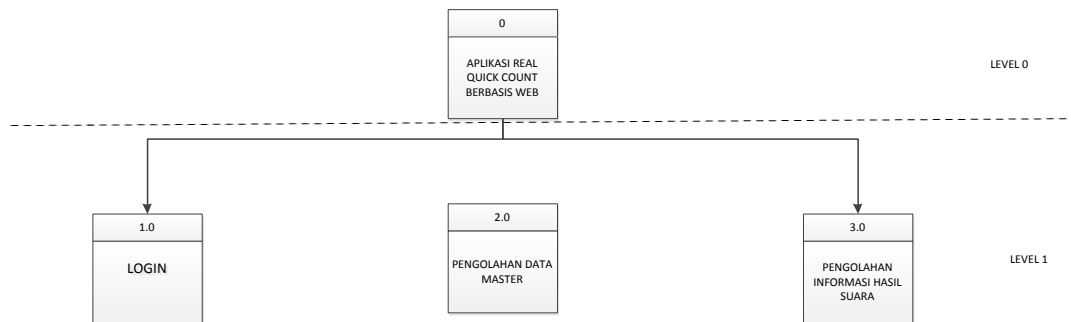 0
APLIKASI REAL
QUICK COUNT
BERBASIS WEB
LEVEL 0
1.0
LOGIN
2.0
PENGOLAHAN DATA
MASTER
3.0
PENGOLAHAN
INFORMASI HASIL
SUARA
LEVEL 1